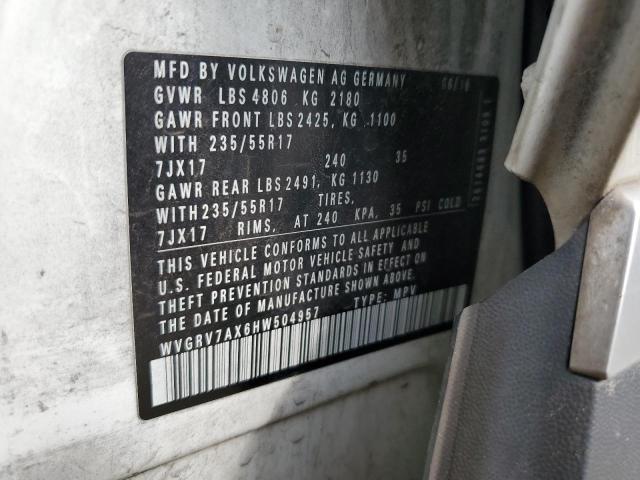 MFD BY VOLKSWAGEN AG GERMANY 06/16
GVWR LBS 4806 KG 2180
GAWR FRONT LBS 2425, KG 1100
WITH 235/55R17
7JX17 240 35
GAWR REAR LBS 2491, KG 1130
WITH 235/55R17 TIRES,
7JX17 RIMS, AT 240 KPA, 35 PSI COLD
THIS VEHICLE CONFORMS TO ALL APPLICABLE
U.S. FEDERAL MOTOR VEHICLE SAFETY AND
THEFT PREVENTION STANDARDS IN EFFECT ON
THE DATE OF MANUFACTURE SHOWN ABOVE.
WVGRV7AX6HW504957 TYPE: MPV